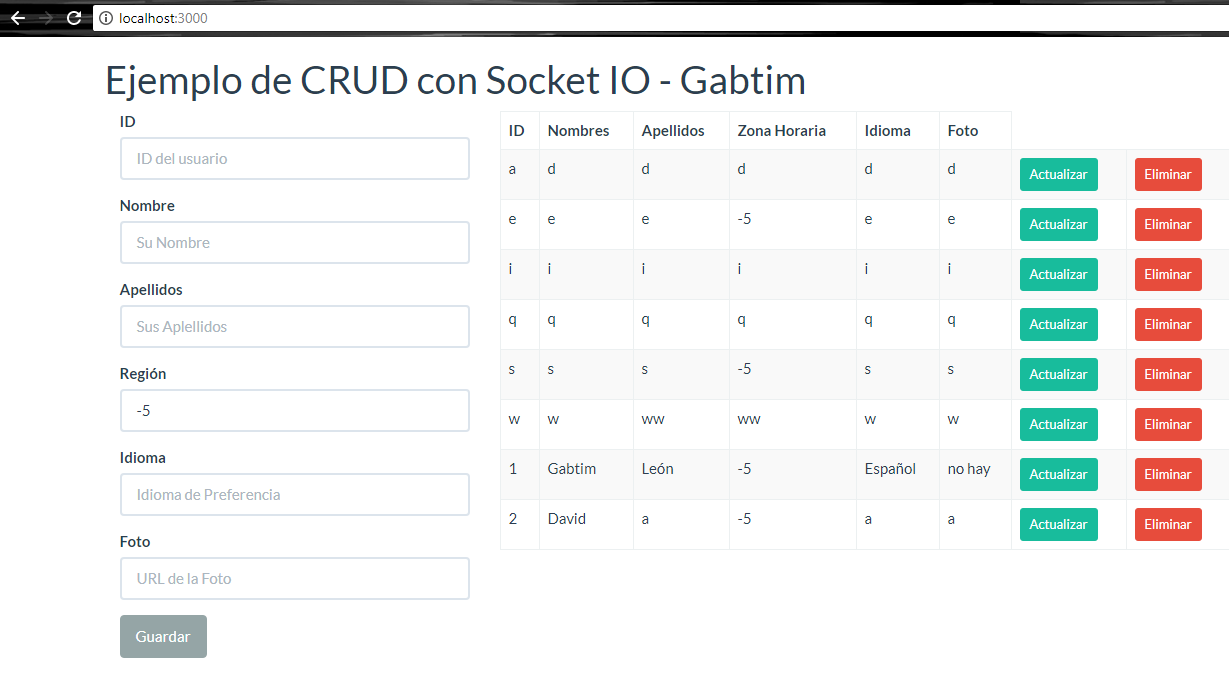 localhost:3000
Ejemplo de CRUD con Socket IO - Gabtim
ID
ID del usuario
Nombre
Su Nombre
Apellidos
Sus Aplellidos
Región
-5
Idioma
Idioma de Preferencia
Foto
URL de la Foto
Guardar
ID Nombres Apellidos Zona Horaria Idioma Foto
a d d d d d Actualizar Eliminar
e e e -5 e e Actualizar Eliminar
i i i i i i Actualizar Eliminar
q q q q q q Actualizar Eliminar
s s s -5 s s Actualizar Eliminar
w w ww ww w w Actualizar Eliminar
1 Gabtim León -5 Español no hay Actualizar Eliminar
2 David a -5 a a Actualizar Eliminar